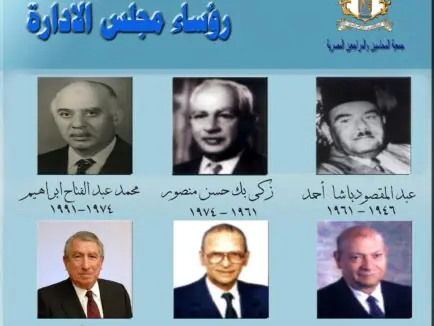 رؤساء مجلس الادارة
جمعية المحاسبين والمراجعين المصرية
عبد المقصود باشا أحمد
١٩٤٦ - ١٩٦١
زكى بك حسن منصور
١٩٦١ - ١٩٧٤
محمد عبد الفتاح ابراهيم
١٩٧٤ - ١٩٩١